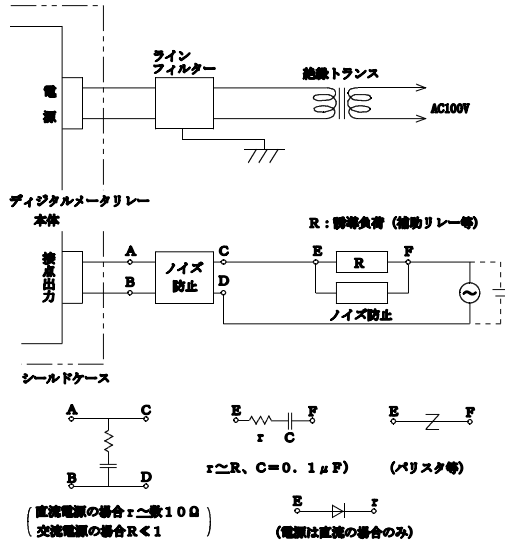 ライン
フィルター
絶縁トランス
電源
AC100V
ディジタルメータリレー
本体
R:誘導負荷(補助リレー等)
接点出力
A
B
ノイズ
防止
C
D
E
R
F
ノイズ防止
シールドケース
A C
B D
E F
r C
r≃R、C=0.1μF)
E F
(バリスタ等)
(直流電源の場合r~数10Ω
交流電源の場合R≪1)
E r
(電源は直流の場合のみ)